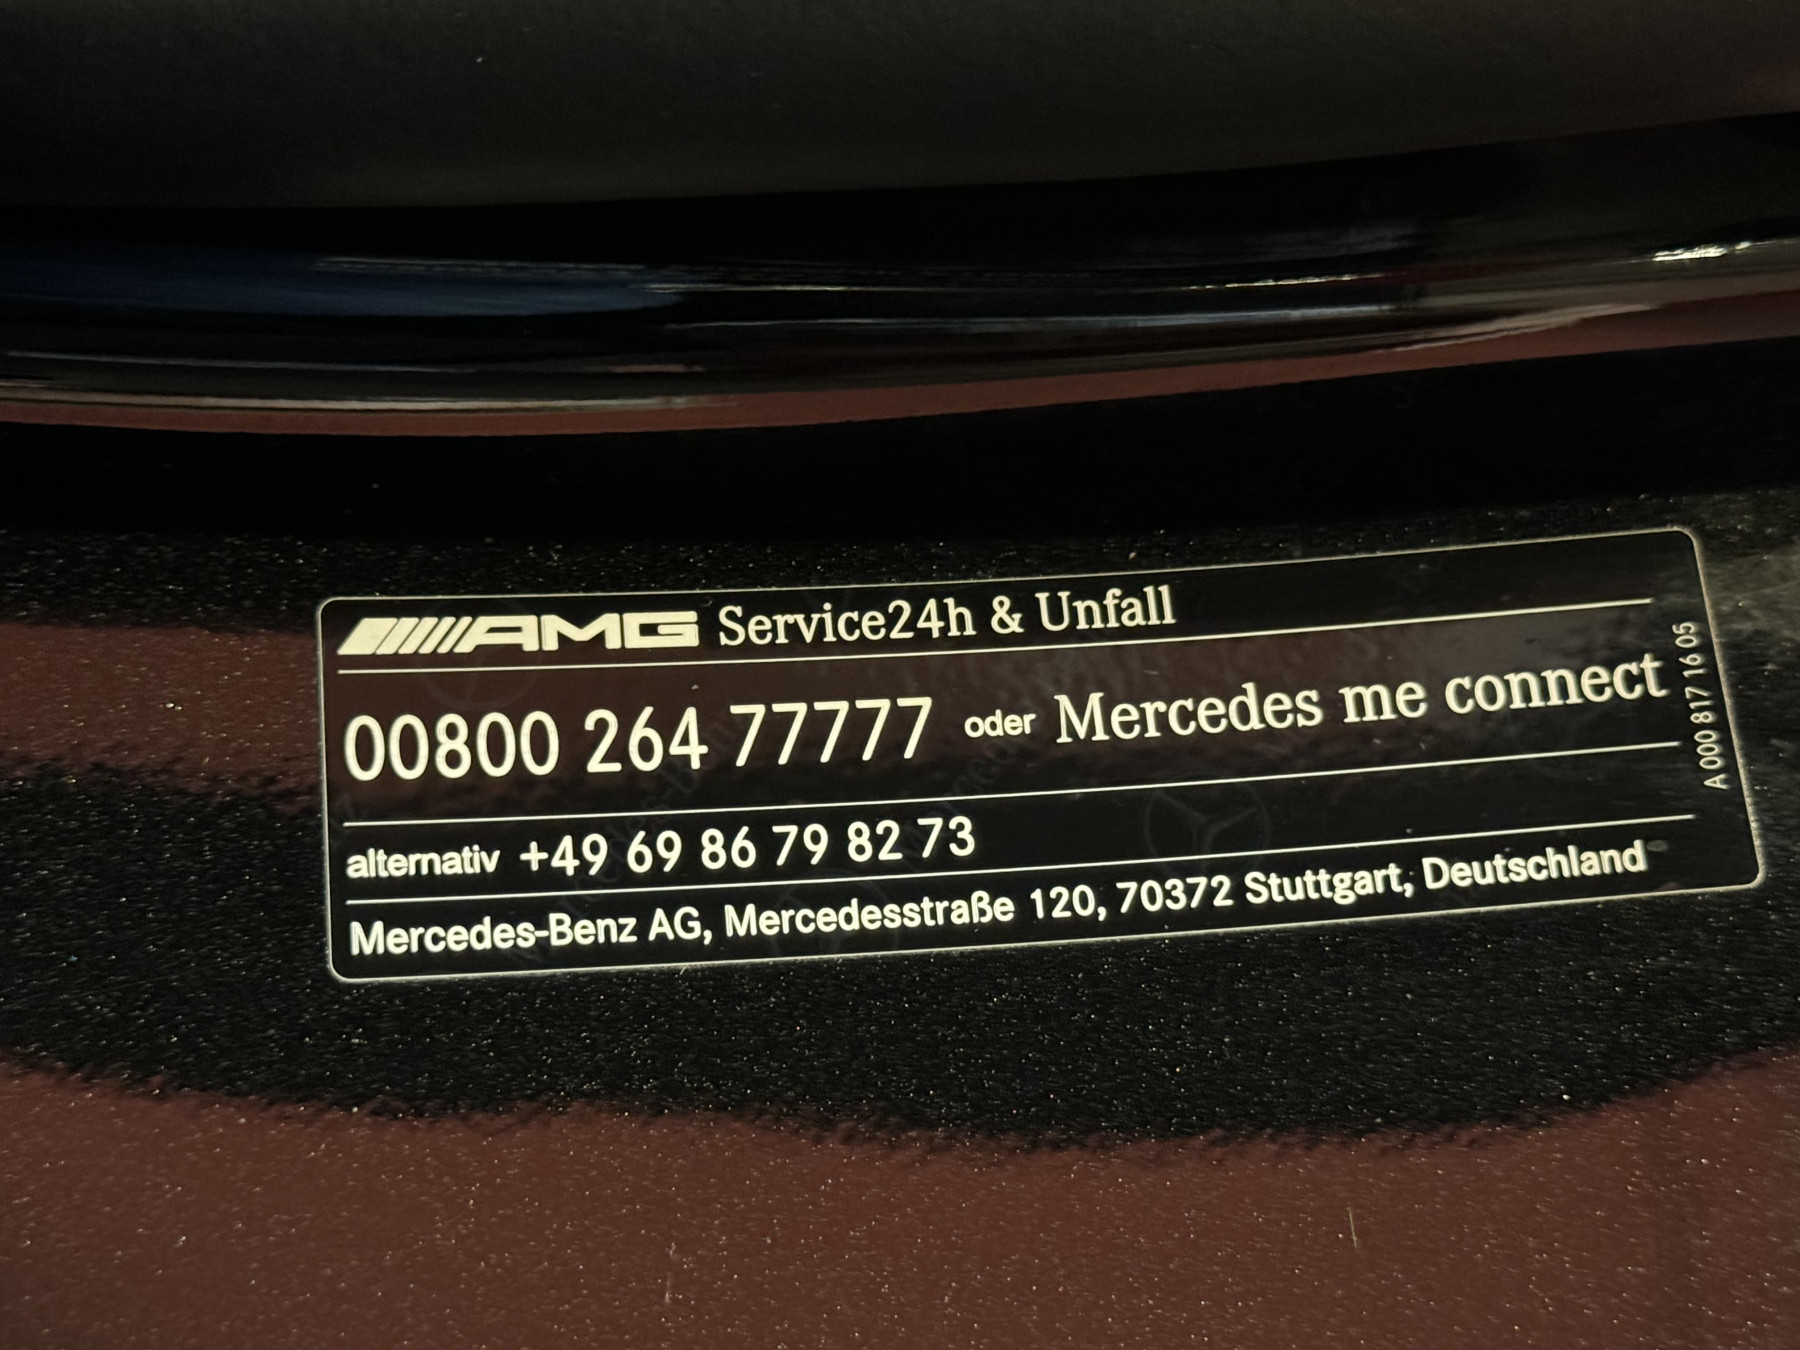 AMG Service24h & Unfall
00800 264 77777 oder Mercedes me connect
alternativ +49 69 86 79 82 73
Mercedes-Benz AG, Mercedesstraße 120, 70372 Stuttgart, Deutschland
A 000 817 16 05